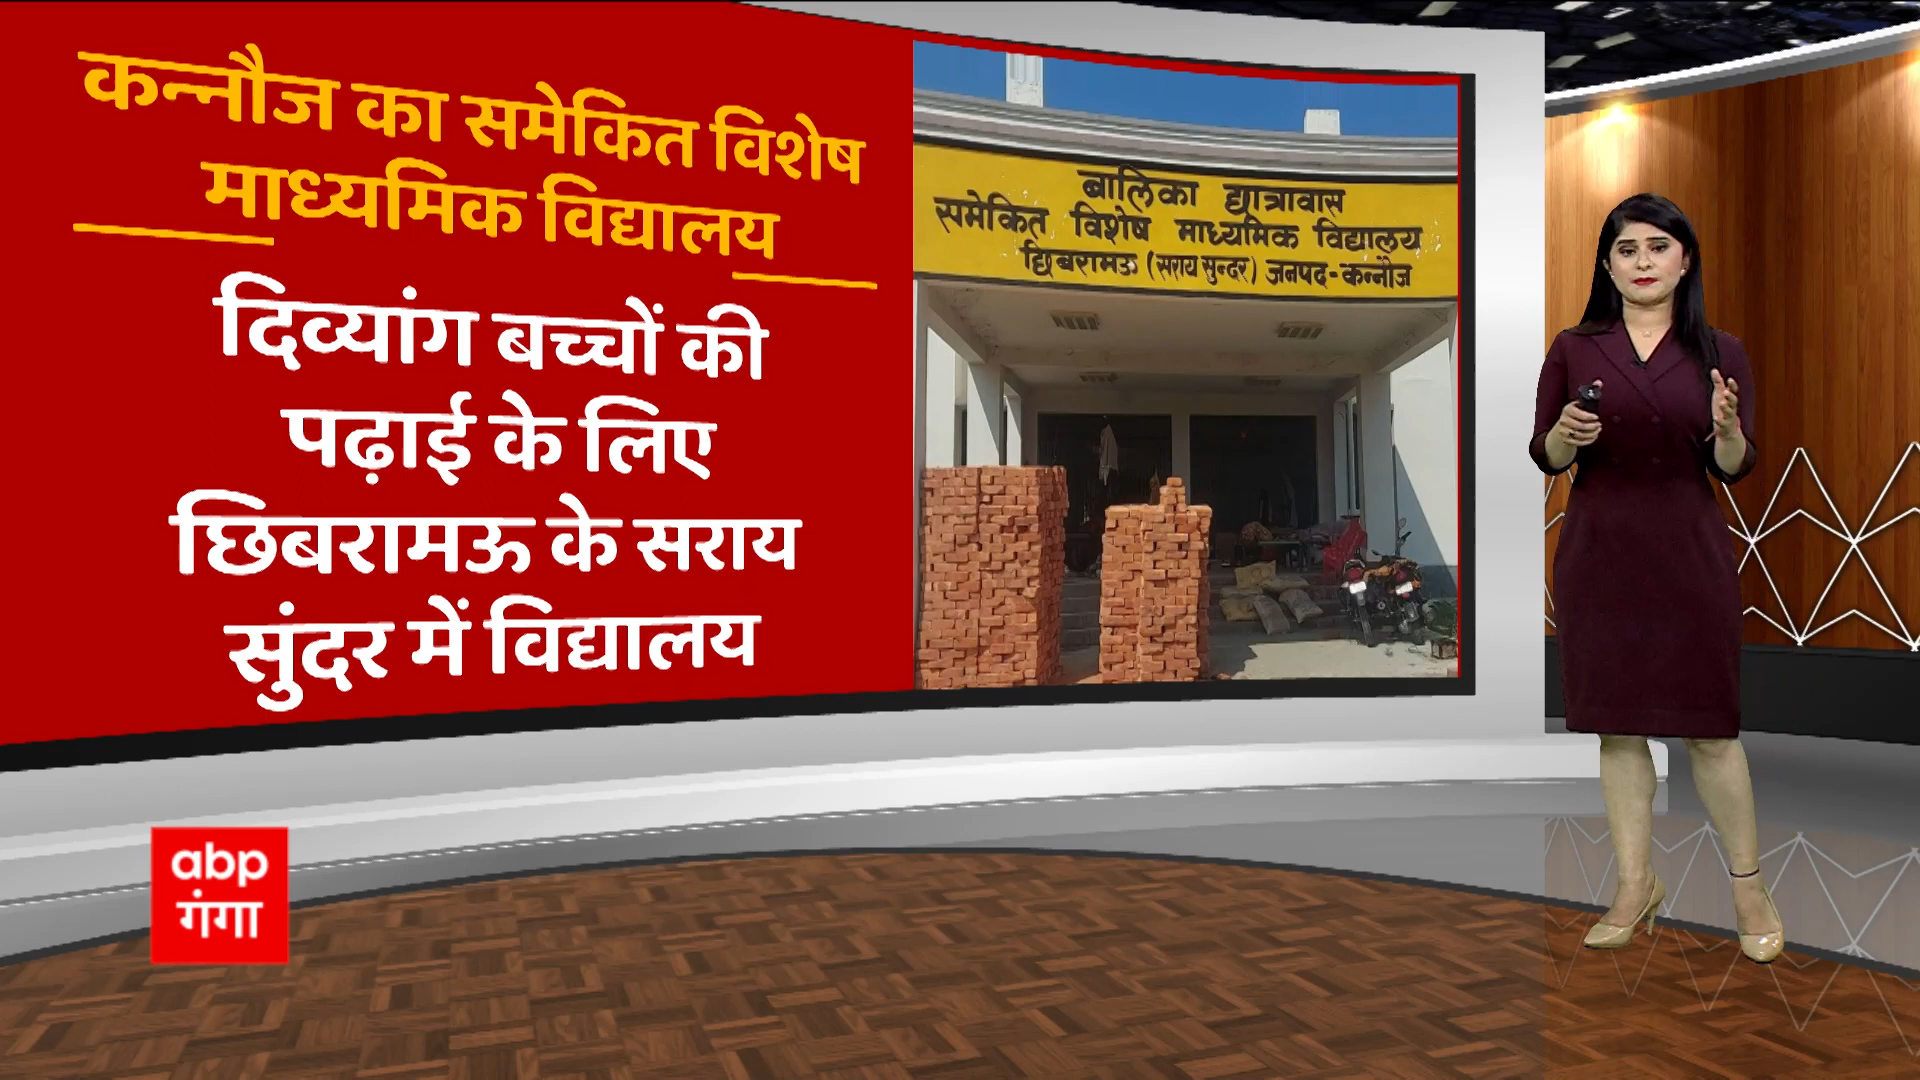 कन्नौज का समेकित विशेष
माध्यमिक विद्यालय
दिव्यांग बच्चों की
पढ़ाई के लिए
छिबरामऊ के सराय
सुंदर में विद्यालय
बालिका छात्रावास
समेकित विशेष माध्यमिक विद्यालय
छिबरामऊ (सराय सुन्दर) जनपद-कन्नौज
abp
गंगा